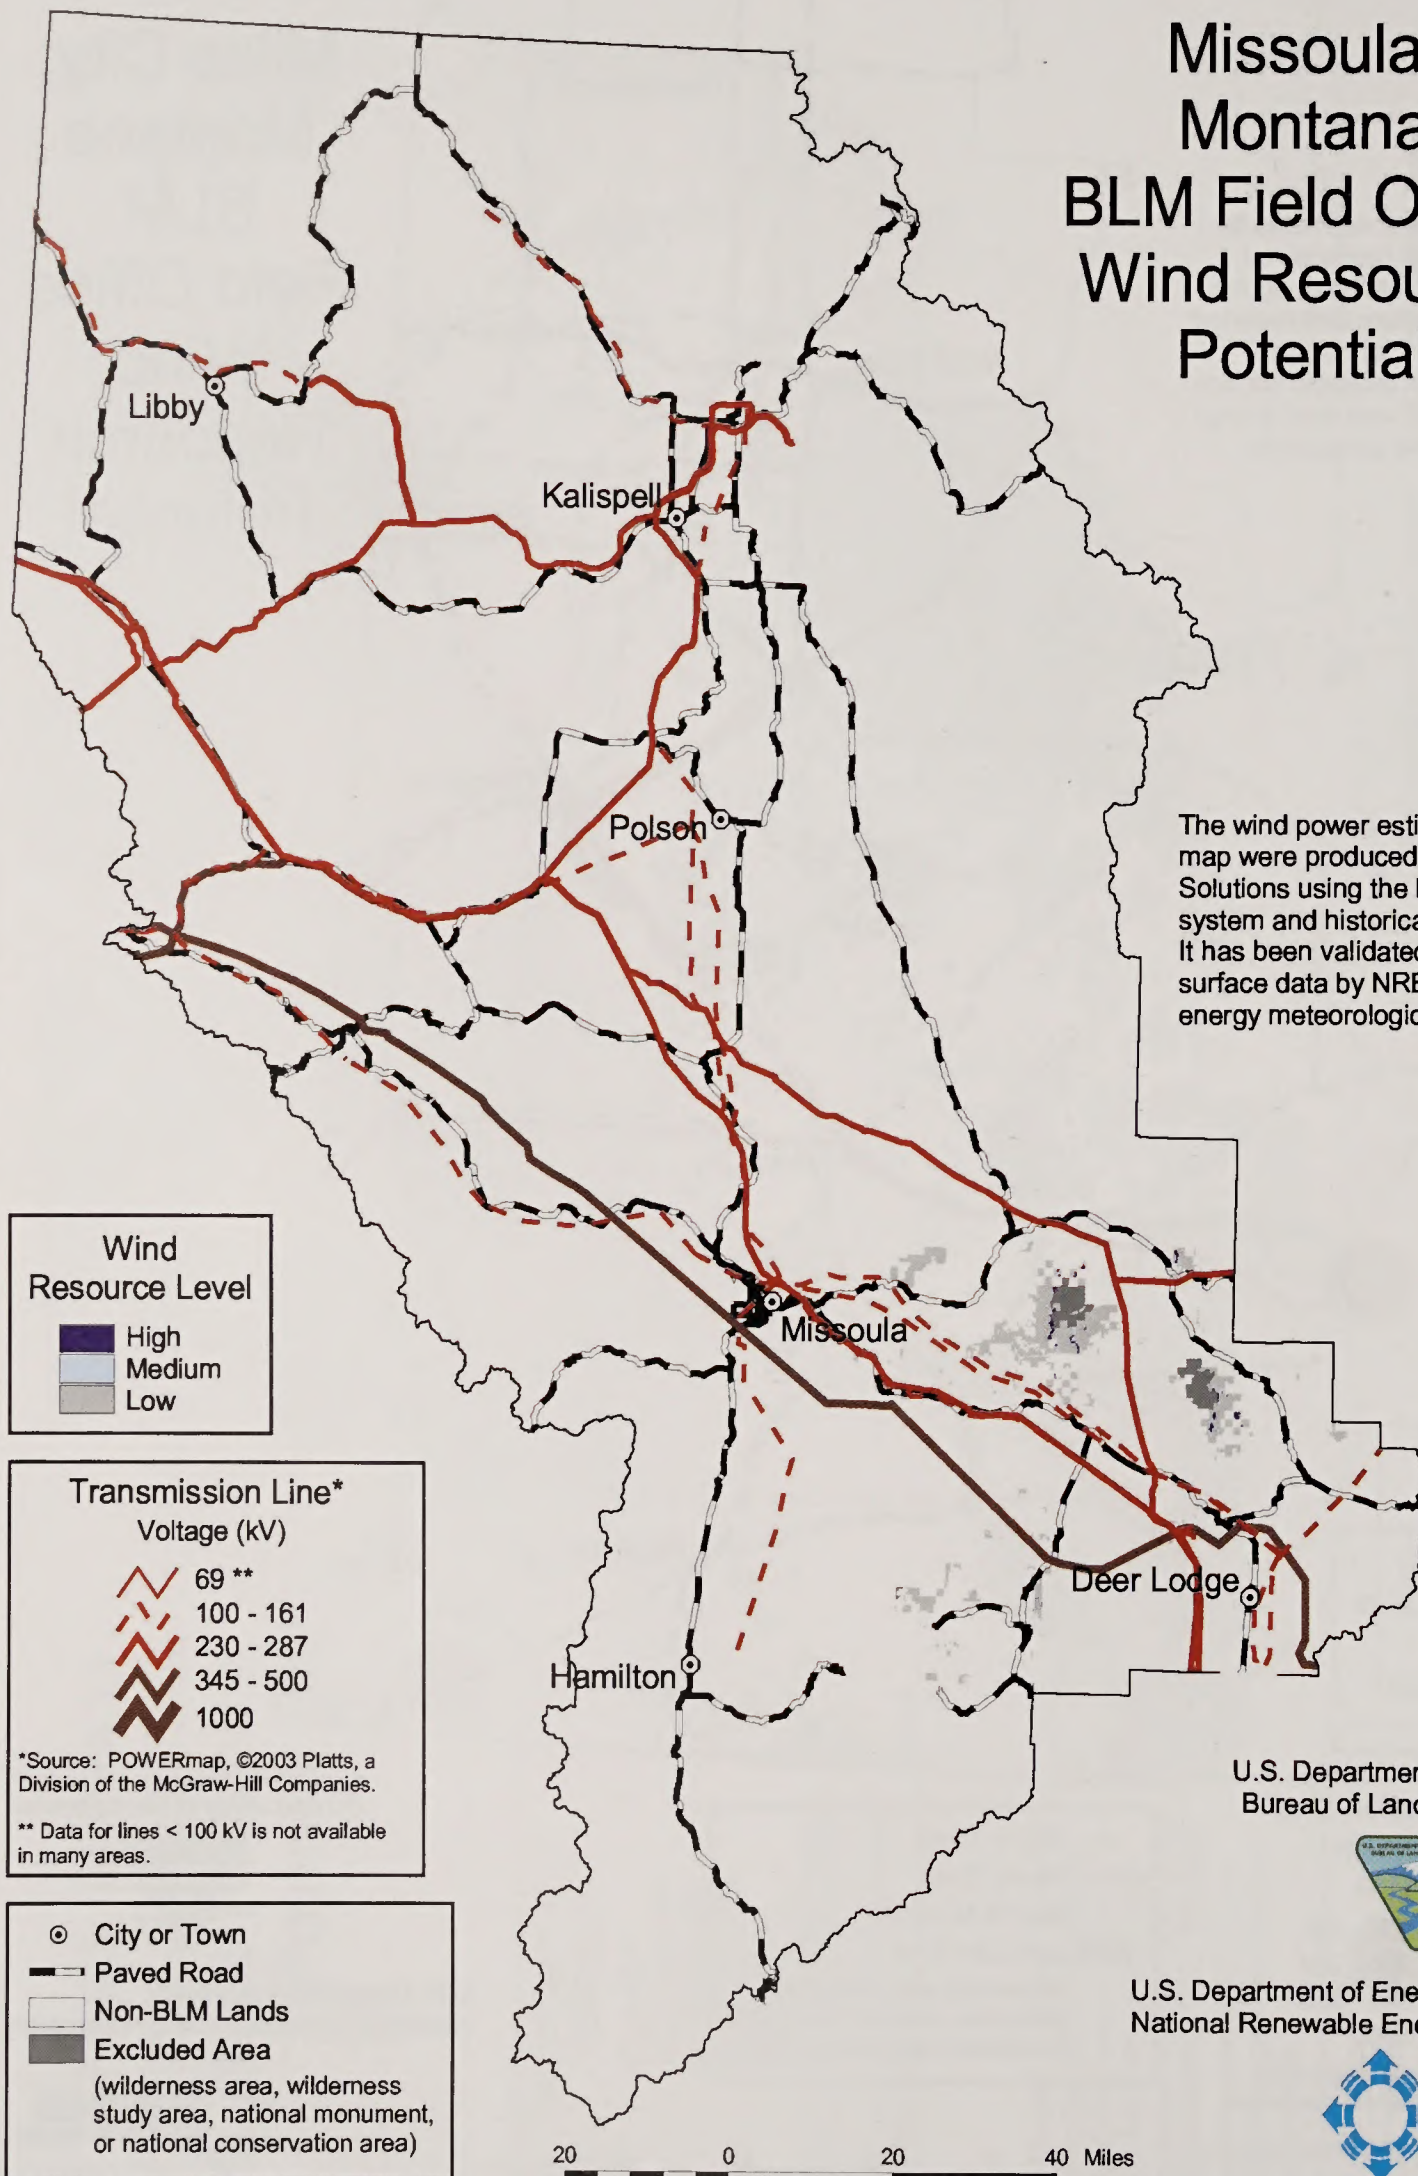 Missoula
Montana
BLM Field O
Wind Resou
Potentia
Libby
Kalispell
Polson
The wind power esti
map were produced
Solutions using the
system and historica
It has been validated
surface data by NRE
energy meteorologic
Wind
Resource Level
High
Medium
Low
Missoula
Transmission Line*
Voltage (kV)
69 **
100 - 161
230 - 287
345 - 500
1000
*Source: POWERmap, ©2003 Platts, a
Division of the McGraw-Hill Companies.
** Data for lines < 100 kV is not available
in many areas.
Deer Lodge
Hamilton
U.S. Departmen
Bureau of Land
U.S. DEPARTMENT
BUREAU OF LAN
City or Town
Paved Road
Non-BLM Lands
Excluded Area
(wilderness area, wilderness
study area, national monument,
or national conservation area)
U.S. Department of Ene
National Renewable Ene
20 0 20 40 Miles